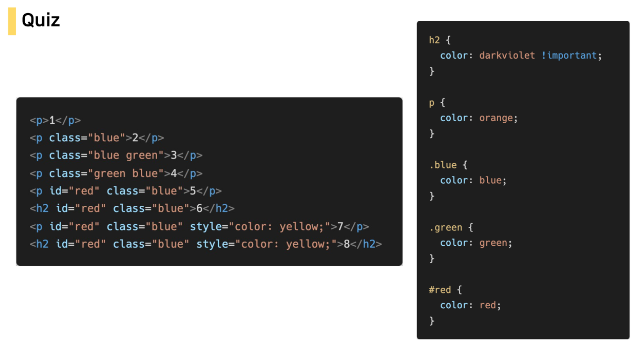 Quiz
<p>1</p>
<p class="blue">2</p>
<p class="blue green">3</p>
<p class="green blue">4</p>
<p id="red" class="blue">5</p>
<h2 id="red" class="blue">6</h2>
<p id="red" class="blue" style="color: yellow;">7</p>
<h2 id="red" class="blue" style="color: yellow;">8</h2>
h2 {
  color: darkviolet !important;
}
p {
  color: orange;
}
.blue {
  color: blue;
}
.green {
  color: green;
}
#red {
  color: red;
}